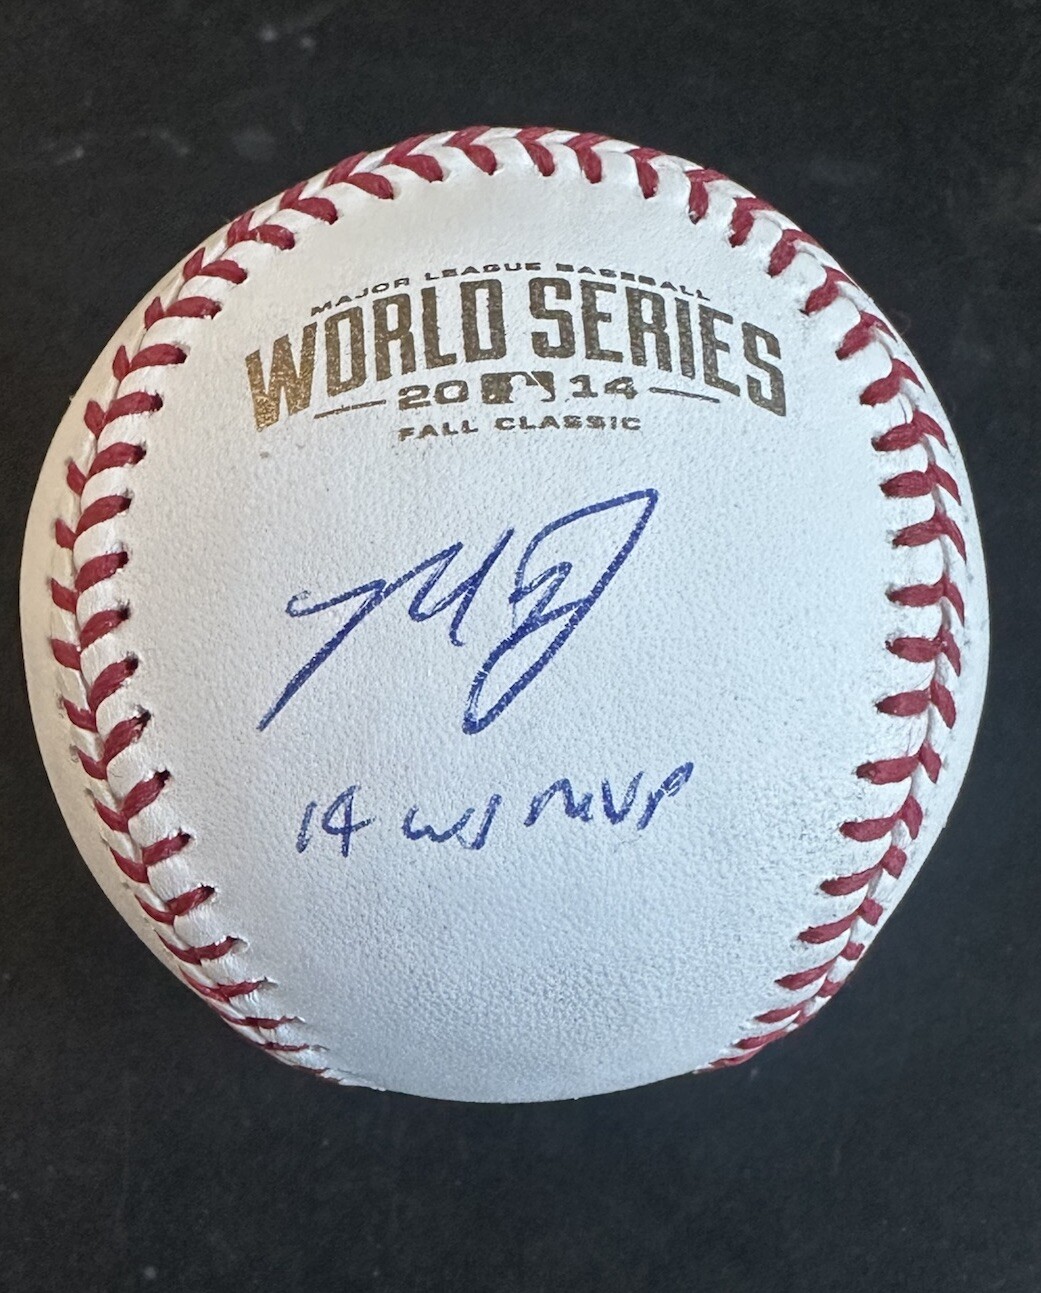 MAJOR LEAGUE BASEBALL
WORLD SERIES
20 14
FALL CLASSIC
14 WS MVP